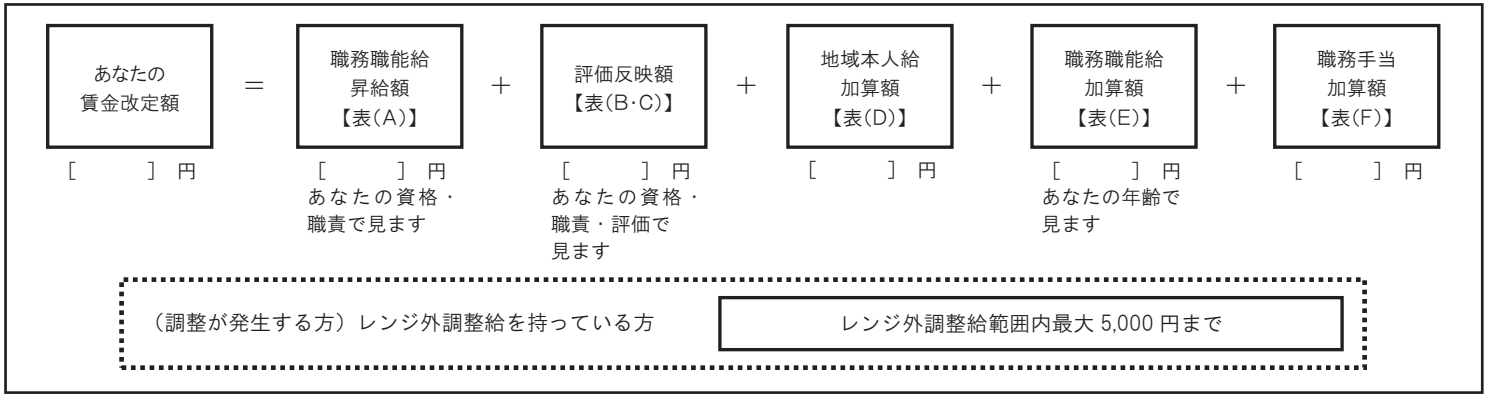 あなたの
賃金改定額
=
職務職能給
昇給額
【表(A)】
+
評価反映額
【表(B・C)】
+
地域本人給
加算額
【表(D)】
+
職務職能給
加算額
【表(E)】
+
職務手当
加算額
【表(F)】
[ ] 円
[ ] 円
[ ] 円
[ ] 円
[ ] 円
[ ] 円
あなたの資格・
職責で見ます
あなたの資格・
職責・評価で
見ます
あなたの年齢で
見ます
（調整が発生する方）レンジ外調整給を持っている方
レンジ外調整給範囲内最大 5,000 円まで